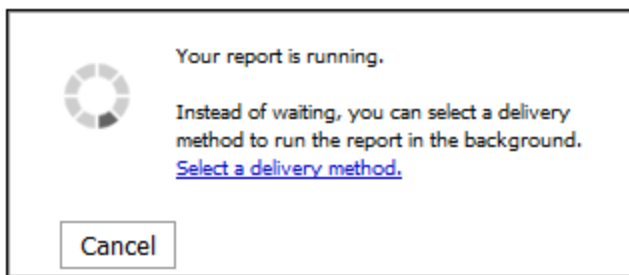 Your report is running.
Instead of waiting, you can select a delivery
method to run the report in the background.
Select a delivery method.
Cancel